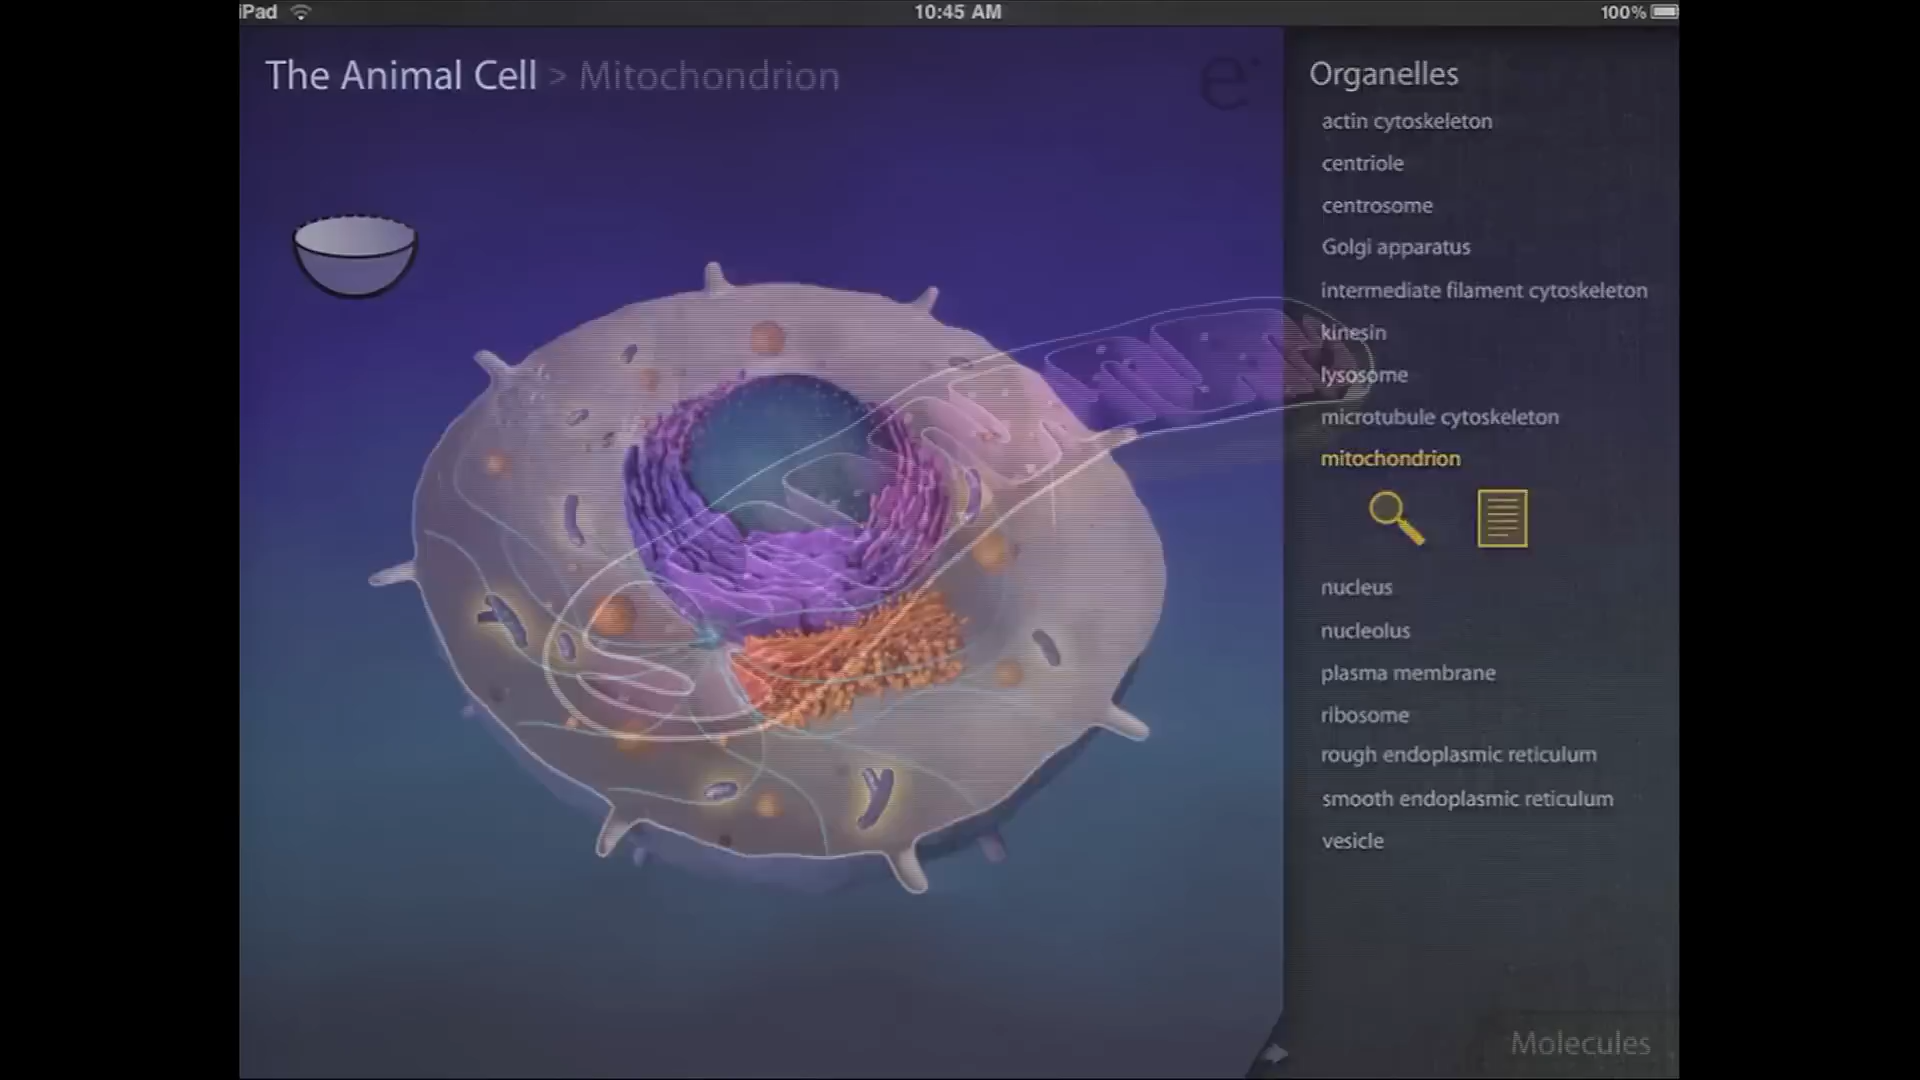 iPad
10:45 AM
100%
The Animal Cell > Mitochondrion
e
Organelles
actin cytoskeleton
centriole
centrosome
Golgi apparatus
intermediate filament cytoskeleton
kinesin
lysosome
microtubule cytoskeleton
mitochondrion
nucleus
nucleolus
plasma membrane
ribosome
rough endoplasmic reticulum
smooth endoplasmic reticulum
vesicle
Molecules